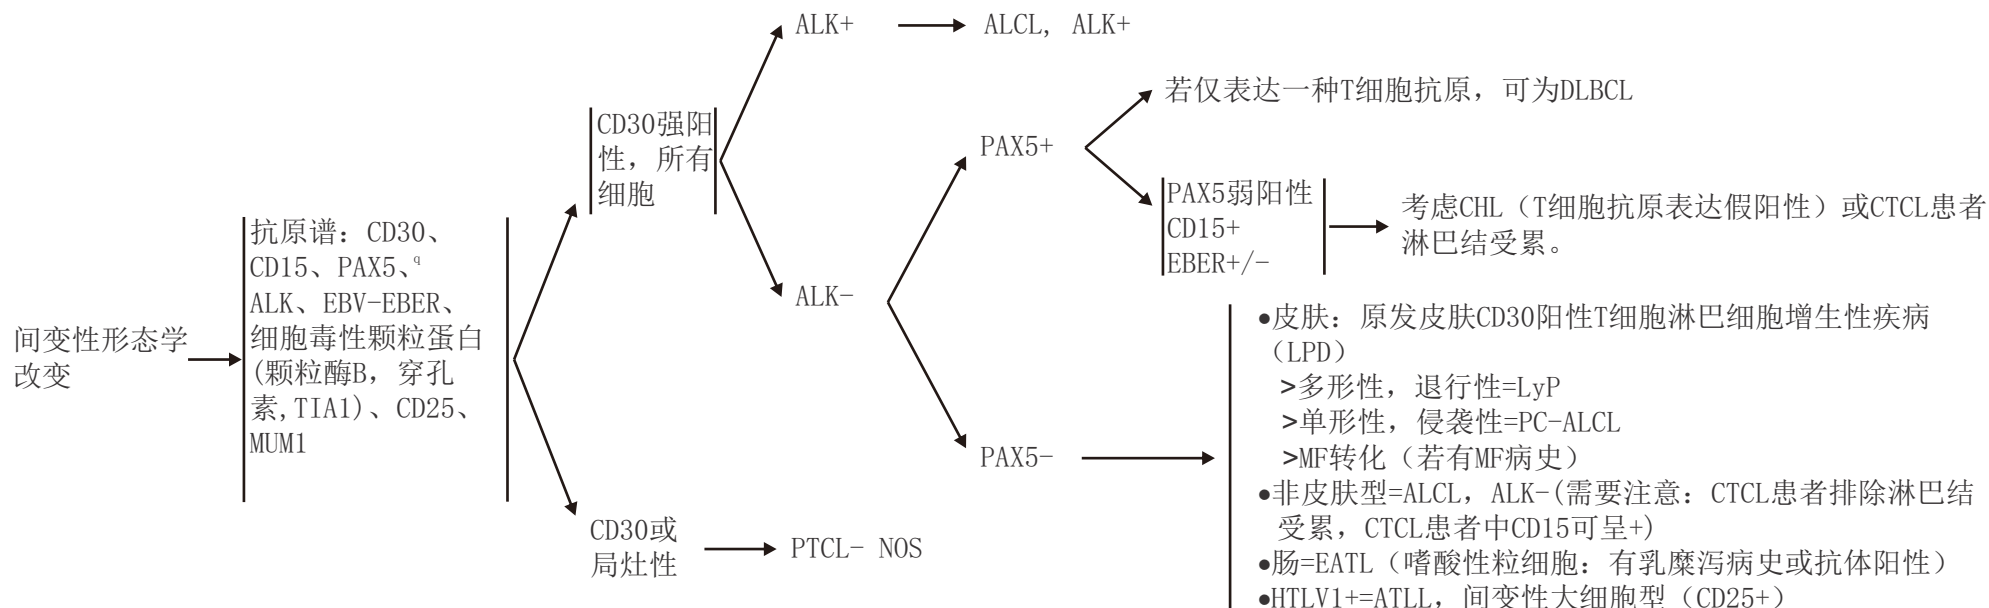 间变性形态学
改变
抗原谱：CD30、
CD15、PAX5、q
ALK、EBV-EBER、
细胞毒性颗粒蛋白
(颗粒酶B，穿孔
素,TIA1)、CD25、
MUM1
CD30强阳
性，所有
细胞
CD30或
局灶性
PTCL- NOS
ALK+
ALCL, ALK+
ALK-
PAX5+
若仅表达一种T细胞抗原，可为DLBCL
PAX5弱阳性
CD15+
EBER+/-
考虑CHL（T细胞抗原表达假阳性）或CTCL患者
淋巴结受累。
PAX5-
●皮肤：原发皮肤CD30阳性T细胞淋巴细胞增生性疾病
（LPD）
>多形性，退行性=LyP
>单形性，侵袭性=PC-ALCL
>MF转化（若有MF病史）
●非皮肤型=ALCL，ALK-(需要注意：CTCL患者排除淋巴结
受累，CTCL患者中CD15可呈+)
●肠=EATL（嗜酸性粒细胞：有乳糜泻病史或抗体阳性）
●HTLV1+=ATLL，间变性大细胞型（CD25+）